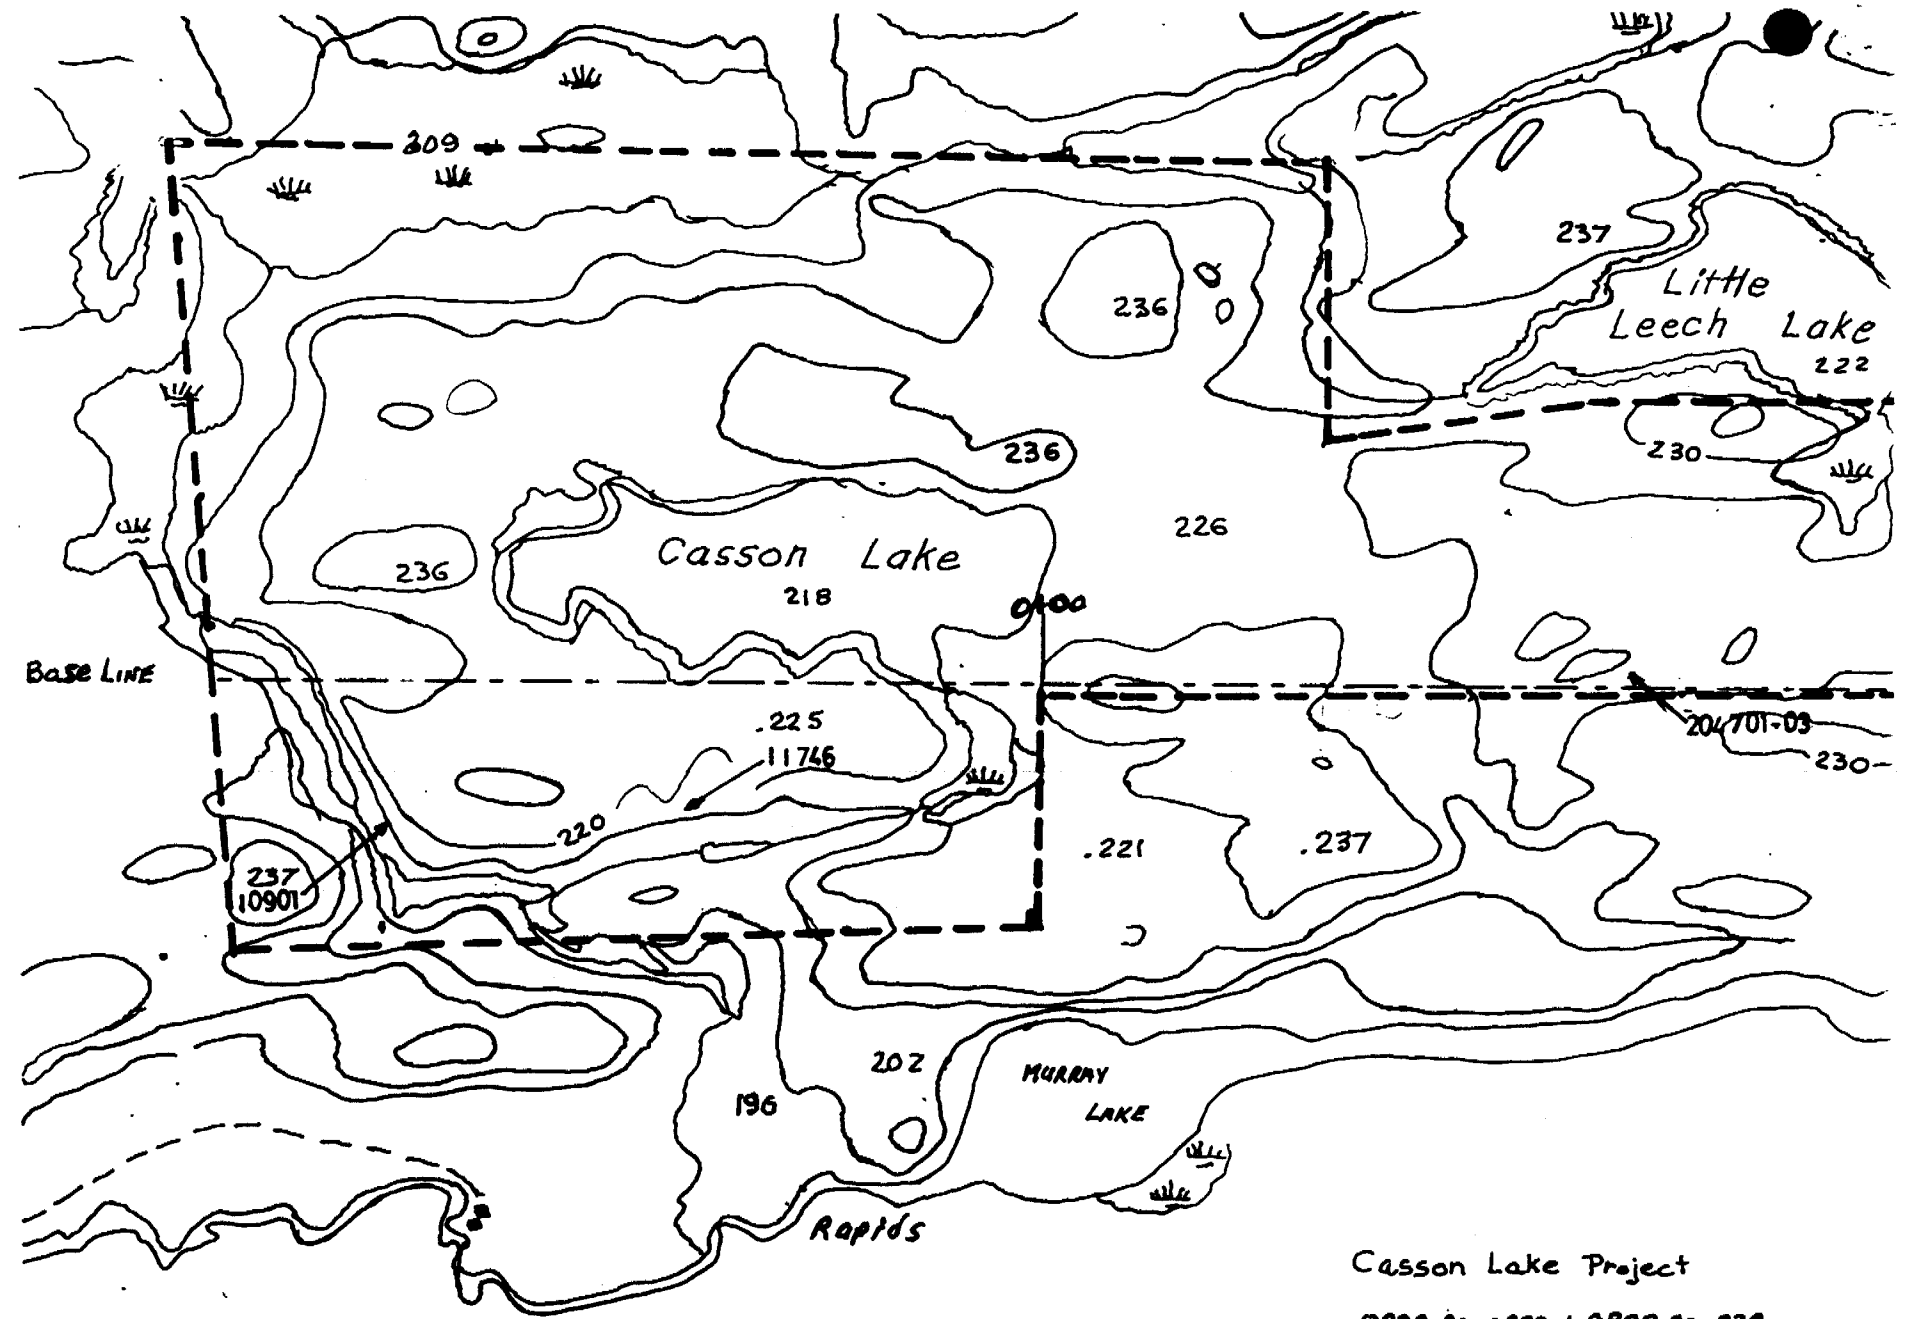 209
237
236
Little
Leech Lake
222
236
230
226
Casson Lake
236
218
0+00
Base LINE
.225
204701-03
11746
230-
220
.221
.237
237
10901
202
MURRAY
196
LAKE
Rapids
Casson Lake Project